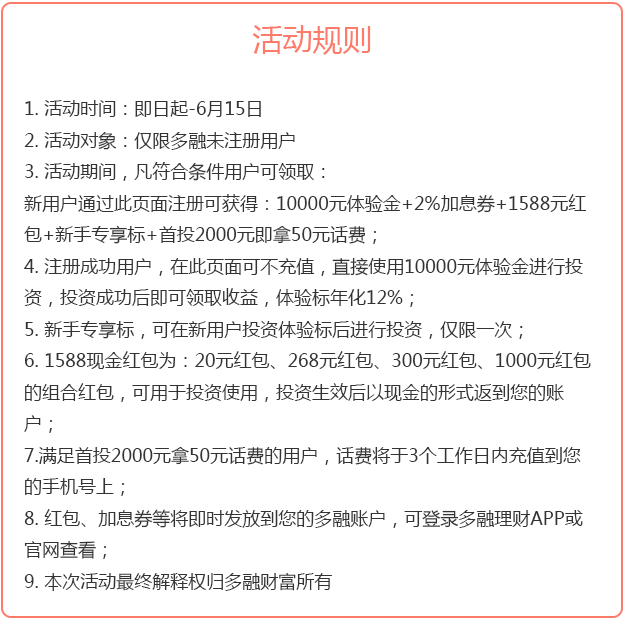 活动规则
1. 活动时间：即日起-6月15日
2. 活动对象：仅限多融未注册用户
3. 活动期间，凡符合条件用户可领取：
新用户通过此页面注册可获得：10000元体验金+2%加息券+1588元红
包+新手专享标+首投2000元即拿50元话费；
4. 注册成功用户，在此页面可不充值，直接使用10000元体验金进行投
资，投资成功后即可领取收益，体验标年化12%；
5. 新手专享标，可在新用户投资体验标后进行投资，仅限一次；
6. 1588现金红包为：20元红包、268元红包、300元红包、1000元红包
的组合红包，可用于投资使用，投资生效后以现金的形式返到您的账
户；
7.满足首投2000元拿50元话费的用户，话费将于3个工作日内充值到您
的手机号上；
8. 红包、加息券等将即时发放到您的多融账户，可登录多融理财APP或
官网查看；
9. 本次活动最终解释权归多融财富所有